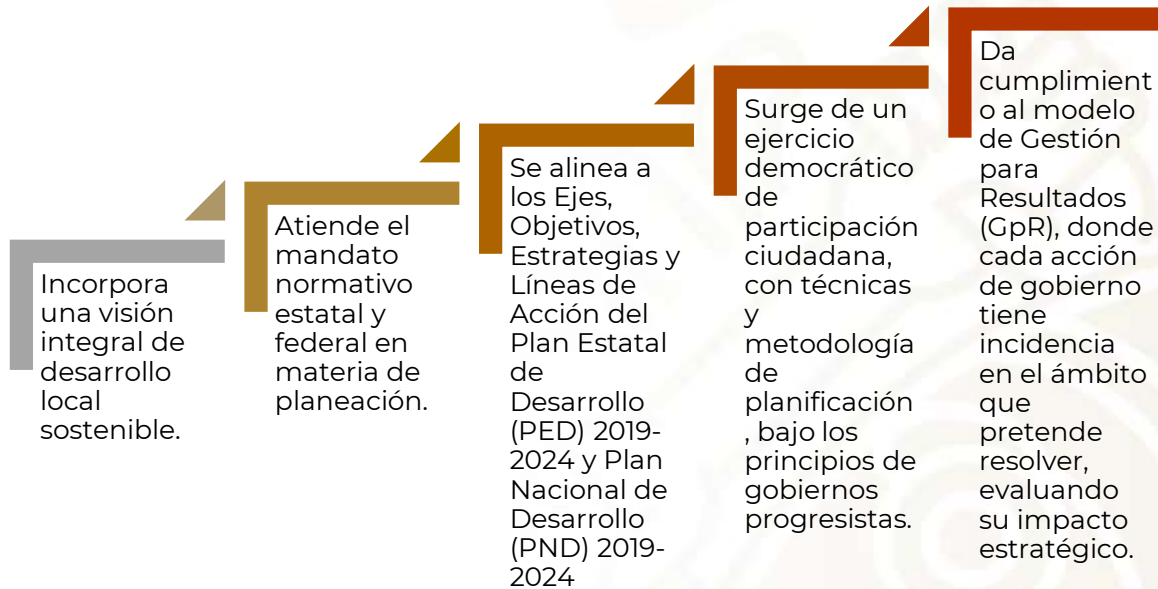 Incorpora
una visión
integral de
desarrollo
local
sostenible.
Atiende el
mandato
normativo
estatal y
federal en
materia de
planeación.
Se alinea a
los Ejes,
Objetivos,
Estrategias y
Líneas de
Acción del
Plan Estatal
de
Desarrollo
(PED) 2019-
2024 y Plan
Nacional de
Desarrollo
(PND) 2019-
2024
Surge de un
ejercicio
democrático
de
participación
ciudadana,
con técnicas
y
metodología
de
planificación
, bajo los
principios de
gobiernos
progresistas.
Da
cumplimient
o al modelo
de Gestión
para
Resultados
(GpR), donde
cada acción
de gobierno
tiene
incidencia
en el ámbito
que
pretende
resolver,
evaluando
su impacto
estratégico.